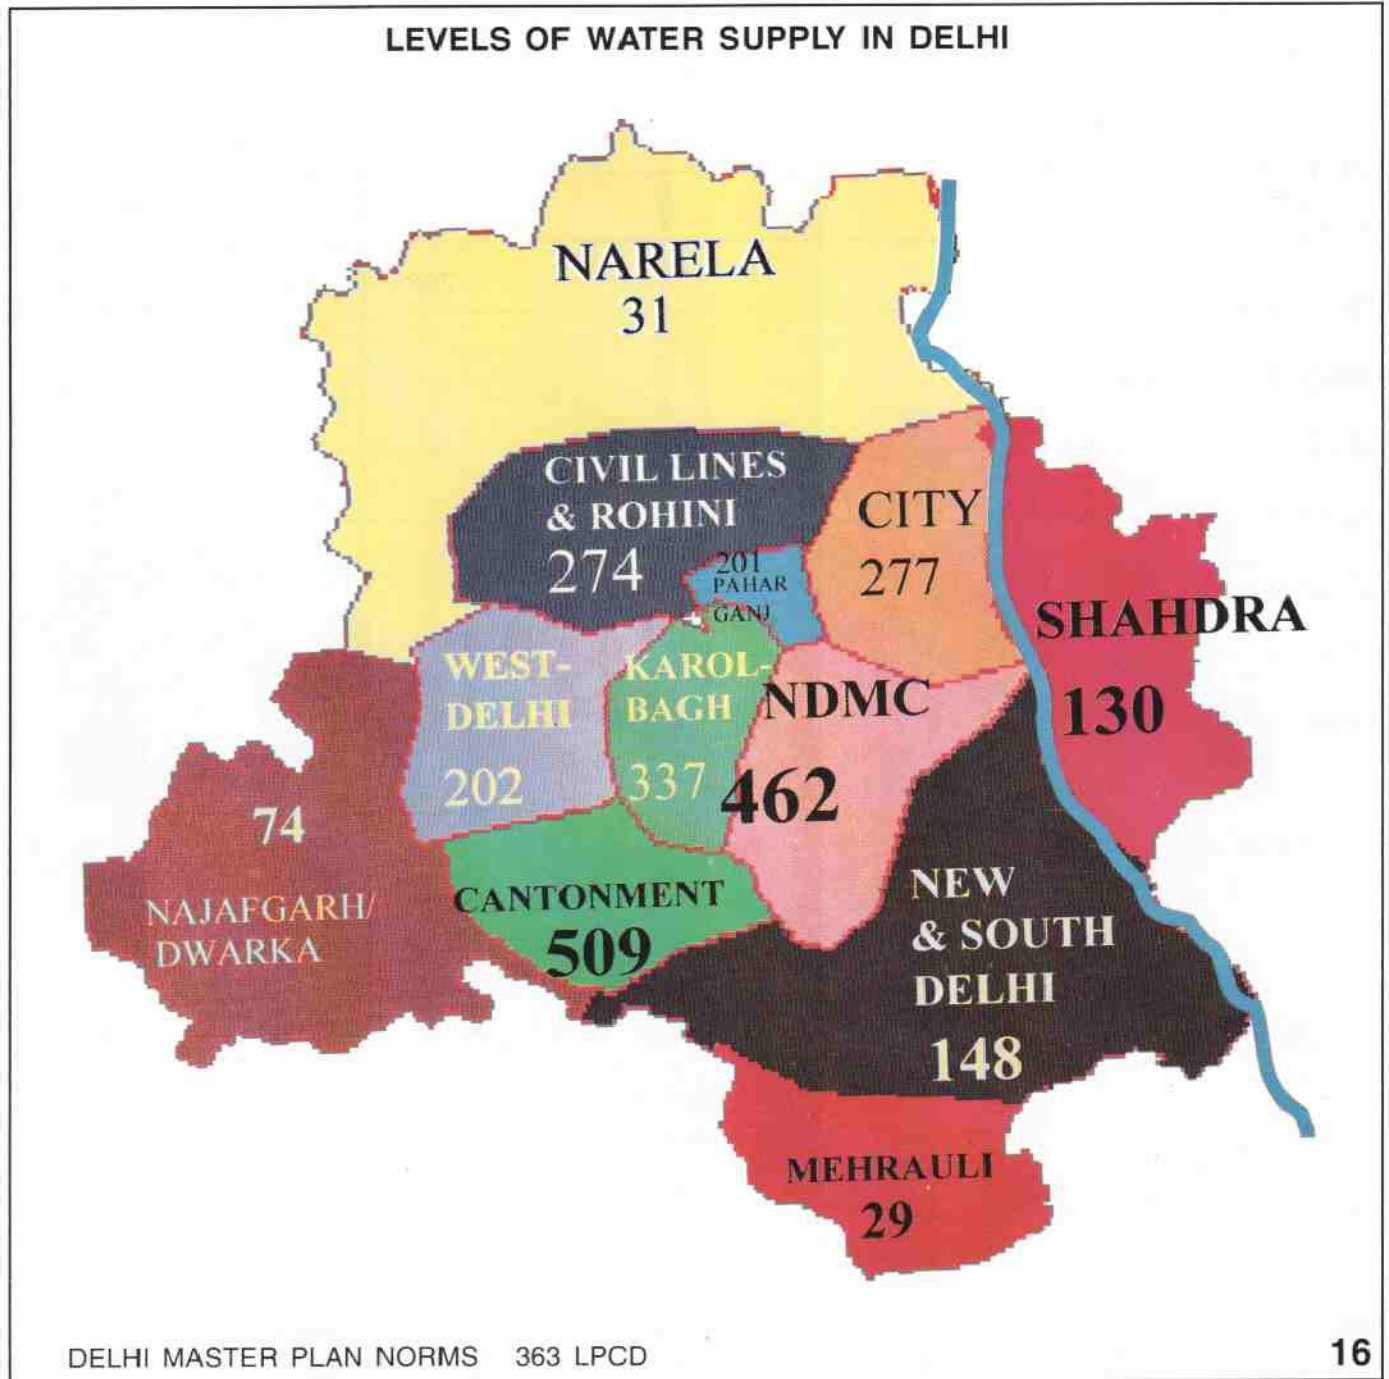 LEVELS OF WATER SUPPLY IN DELHI
NARELA
31
CIVIL LINES
& ROHINI
274
201
PAHAR
GANJ
CITY
277
SHAHDRA
130
WEST-
DELHI
202
KAROL-
BAGH
337
NDMC
462
74
NAJAFGARH/
DWARKA
CANTONMENT
509
NEW
& SOUTH
DELHI
148
MEHRAULI
29
DELHI MASTER PLAN NORMS 363 LPCD
16